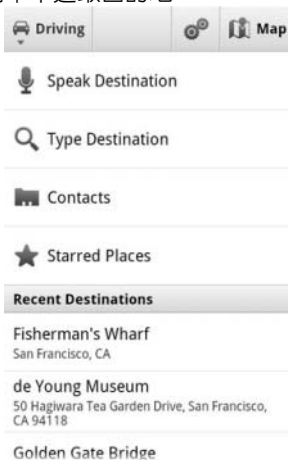 Driving
Map
Speak Destination
Type Destination
Contacts
Starred Places
Recent Destinations
Fisherman's Wharf
San Francisco, CA
de Young Museum
50 Hagiwara Tea Garden Drive, San Francisco,
CA 94118
Golden Gate Bridge